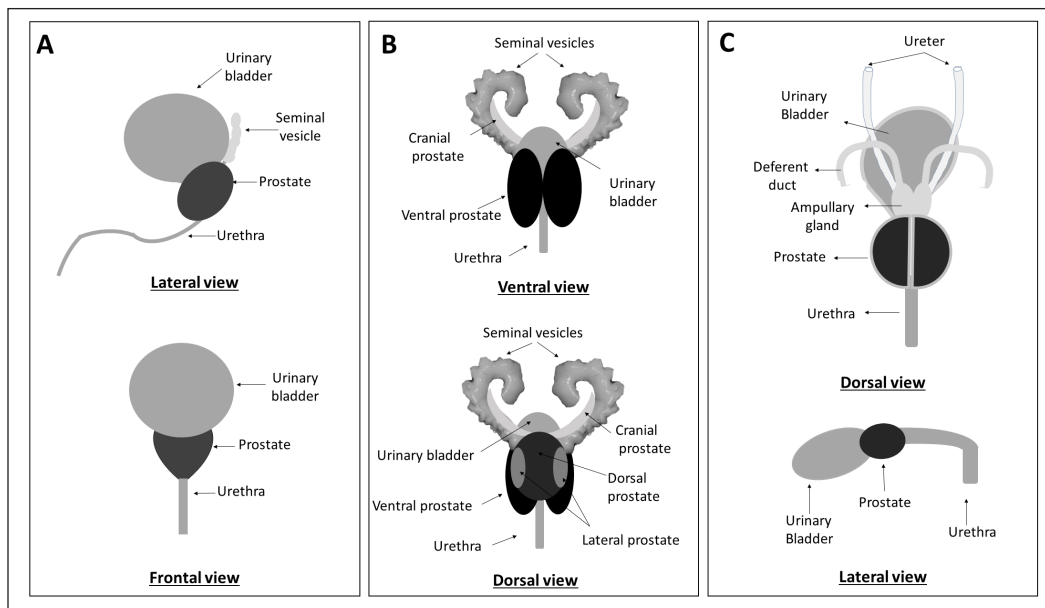 A
Urinary
bladder
Seminal
vesicle
Prostate
Urethra
Lateral view
Urinary
bladder
Prostate
Urethra
Frontal view
B
Seminal vesicles
Cranial
prostate
Urinary
bladder
Ventral prostate
Urethra
Ventral view
Seminal vesicles
Cranial
prostate
Urinary bladder
Dorsal
prostate
Ventral prostate
Lateral prostate
Urethra
Dorsal view
C
Ureter
Urinary
Bladder
Deferent
duct
Ampullary
gland
Prostate
Urethra
Dorsal view
Prostate
Urinary
Bladder
Urethra
Lateral view